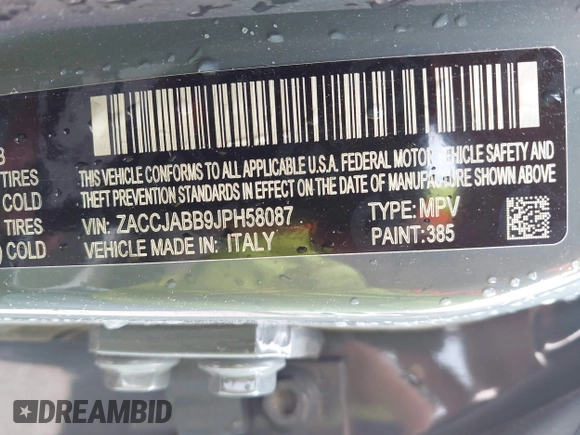 THIS VEHICLE CONFORMS TO ALL APPLICABLE U.S.A. FEDERAL MOTOR VEHICLE SAFETY AND
TIRES THEFT PREVENTION STANDARDS IN EFFECT ON THE DATE OF MANUFACTURE SHOWN ABOVE
COLD
TIRES VIN: ZACCJABB9JPH58087 TYPE: MPV
COLD VEHICLE MADE IN: ITALY PAINT: 385
DREAMBID